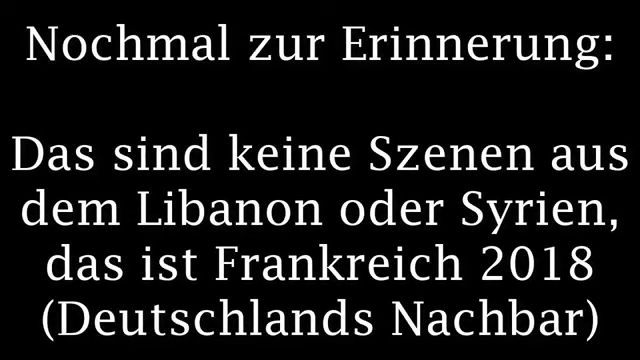 Nochmal zur Erinnerung:
Das sind keine Szenen aus
dem Libanon oder Syrien,
das ist Frankreich 2018
(Deutschlands Nachbar)